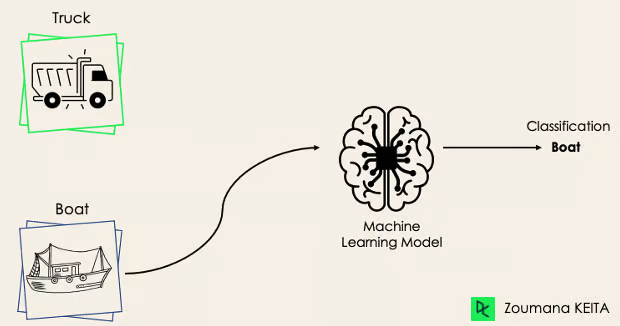 Truck
Boat
Machine
Learning Model
Classification
Boat
Zoumana KEITA